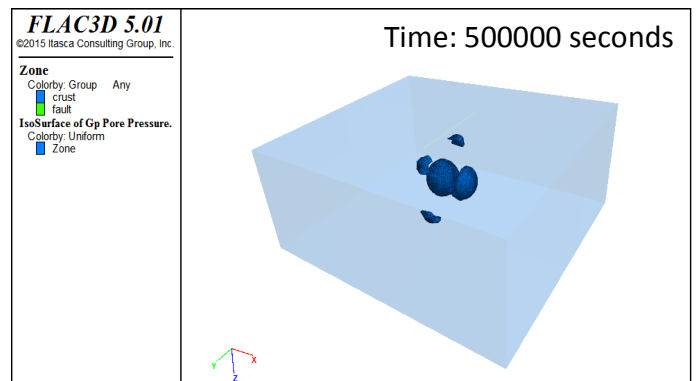 FLAC3D 5.01
©2015 Itasca Consulting Group, Inc.
Zone
Colorby: Group Any
crust
fault
IsoSurface of Gp Pore Pressure.
Colorby: Uniform
Zone
Time: 500000 seconds
Y
X
Z